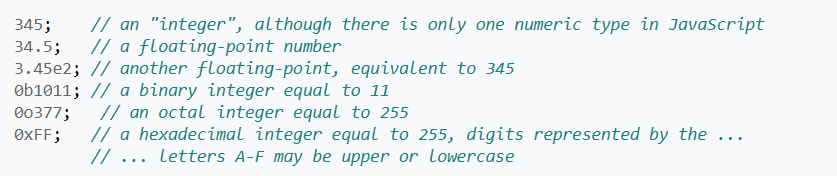 345;    // an "integer", although there is only one numeric type in JavaScript
34.5;   // a floating-point number
3.45e2; // another floating-point, equivalent to 345
0b1011; // a binary integer equal to 11
0o377;   // an octal integer equal to 255
0xFF;   // a hexadecimal integer equal to 255, digits represented by the ...
        // ... letters A-F may be upper or lowercase